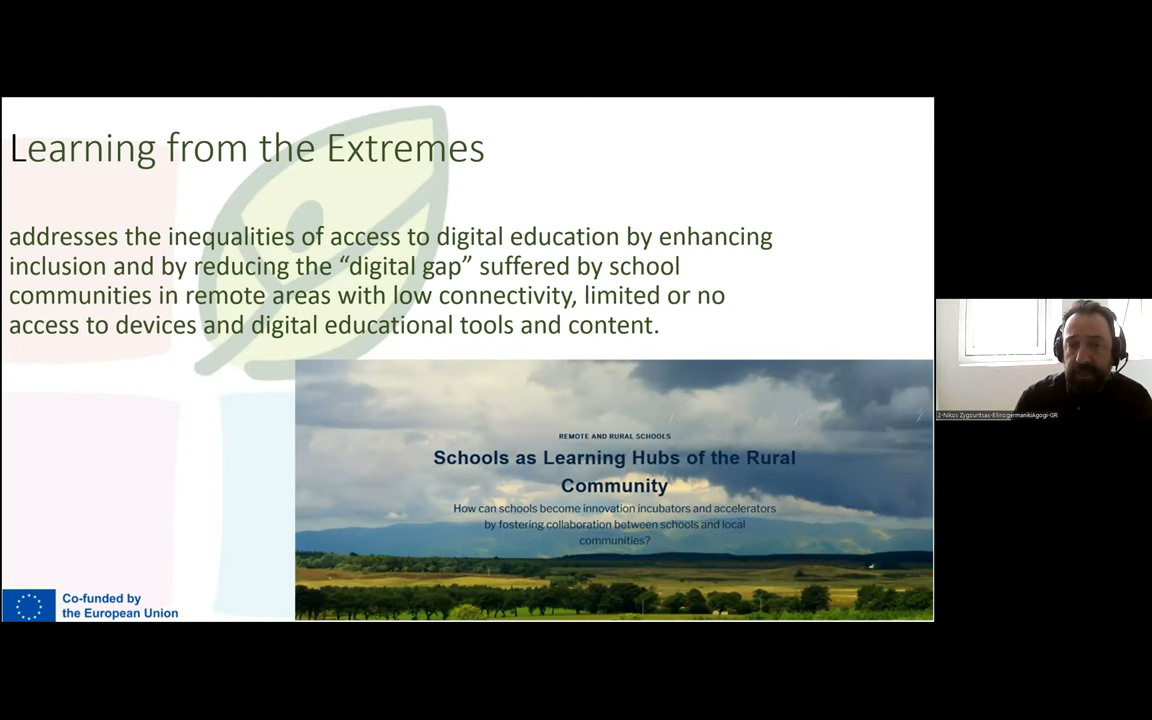 Learning from the Extremes
addresses the inequalities of access to digital education by enhancing
inclusion and by reducing the “digital gap” suffered by school
communities in remote areas with low connectivity, limited or no
access to devices and digital educational tools and content.
REMOTE AND RURAL SCHOOLS
Schools as Learning Hubs of the Rural
Community
How can schools become innovation incubators and accelerators
by fostering collaboration between schools and local
communities?
Co-funded by
the European Union
2-Nikos Zygouritsas-EllinogermanikiAgogi-GR